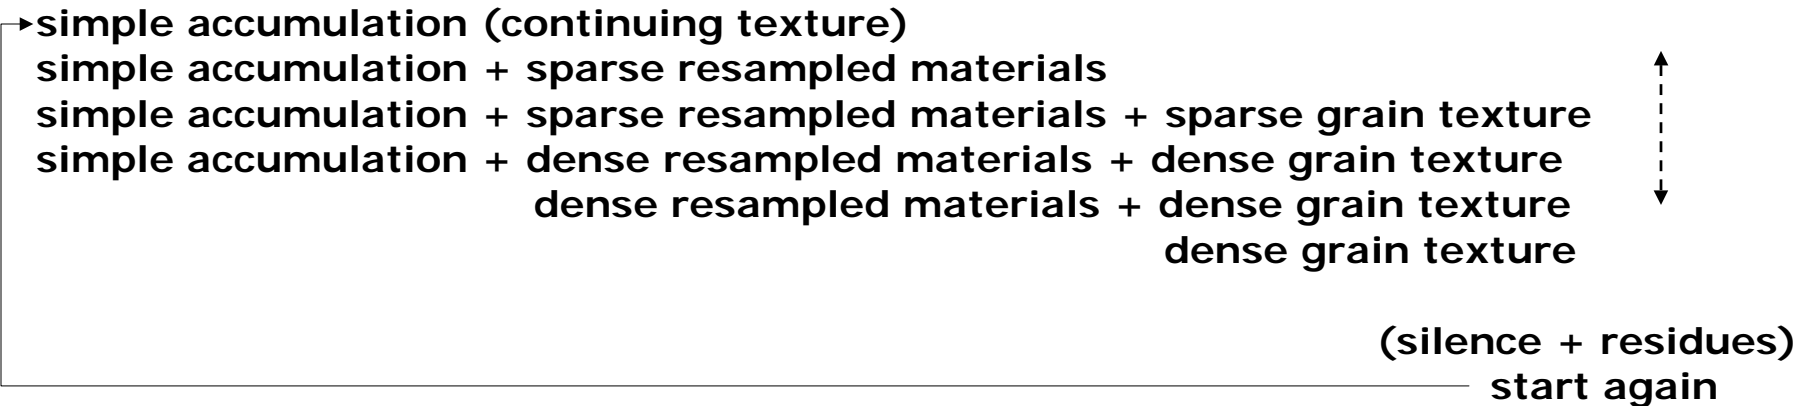 simple accumulation (continuing texture)
simple accumulation + sparse resampled materials
simple accumulation + sparse resampled materials + sparse grain texture
simple accumulation + dense resampled materials + dense grain texture
dense resampled materials + dense grain texture
dense grain texture
(silence + residues)
start again